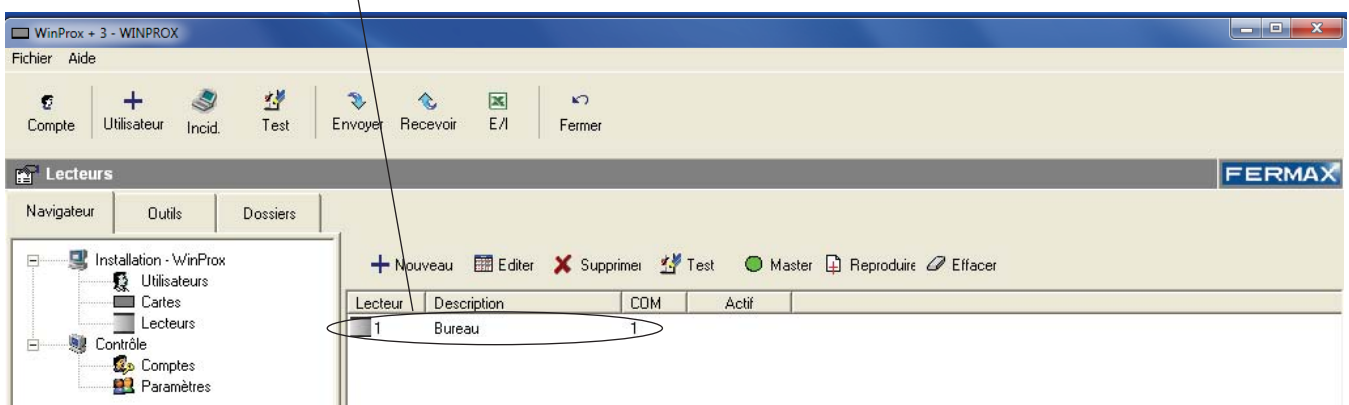 WinProx + 3 - WINPROX
Fichier Aide
Compte Utilisateur Incid. Test Envoyer Recevoir E/I Fermer
Lecteurs FERMAX
Navigateur Outils Dossiers
Installation - WinProx
Utilisateurs
Cartes
Lecteurs
Contrôle
Comptes
Paramètres
Nouveau Editer Supprimer Test Master Reproduire Effacer
Lecteur Description COM Actif
1 Bureau 1